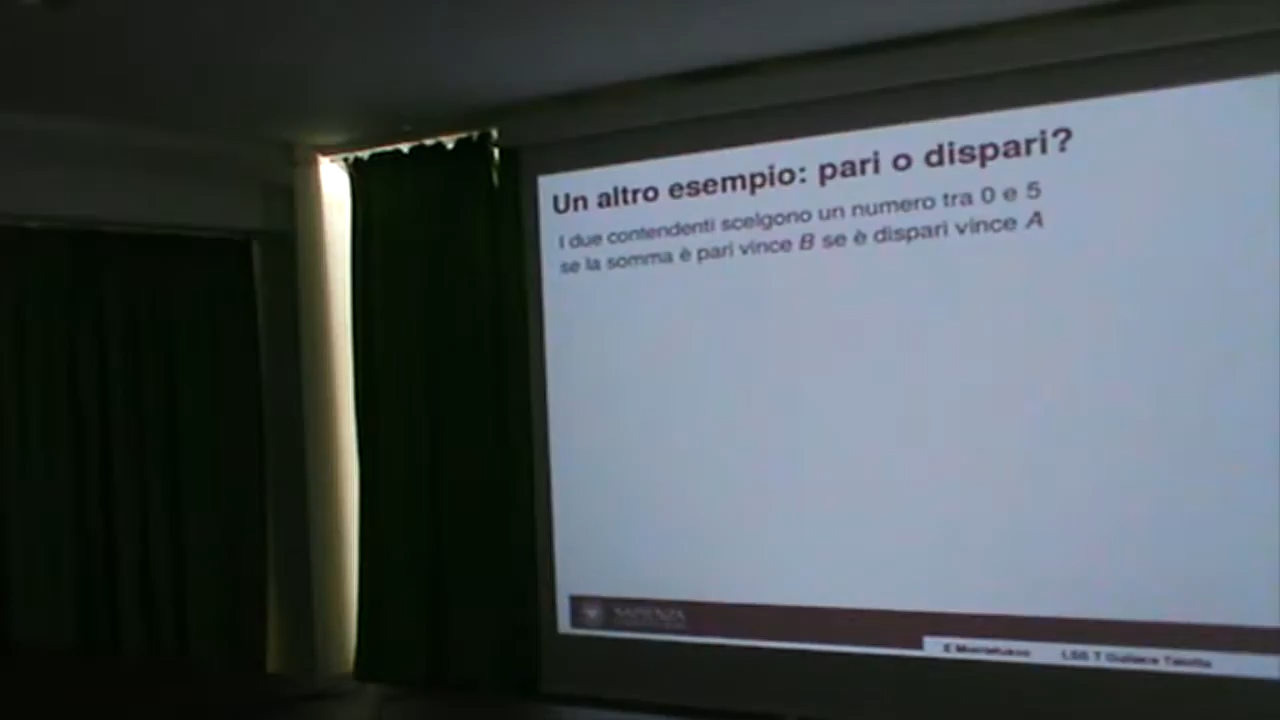 Un altro esempio: pari o dispari?
I due contendenti scelgono un numero tra 0 e 5
se la somma è pari vince B se è dispari vince A
SAPIENZA